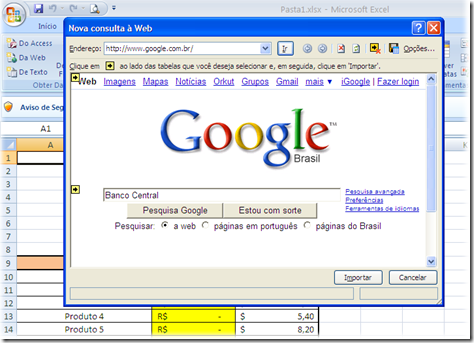 Pasta1.xlsx - Microsoft Excel
Nova consulta à Web
Do Access
Da Web
De Texto
Obter Da
Endereço: http://www.google.com.br/ Ir Opções...
Clique em ao lado das tabelas que você deseja selecionar e, em seguida, clique em 'Importar'.
Web Imagens Mapas Notícias Orkut Grupos Gmail mais ▼ iGoogle | Fazer login
Aviso de Seg
A1
A
Google™
Brasil
Banco Central
Pesquisa avançada
Preferências
Ferramentas de idiomas
Pesquisa Google Estou com sorte
Pesquisar: a web páginas em português páginas do Brasil
Importar Cancelar
1
2
3
4
5
6
7
8
9
10
11
12
13 Produto 4 R$ - $ 5,40
14 Produto 5 R$ - $ 8,20